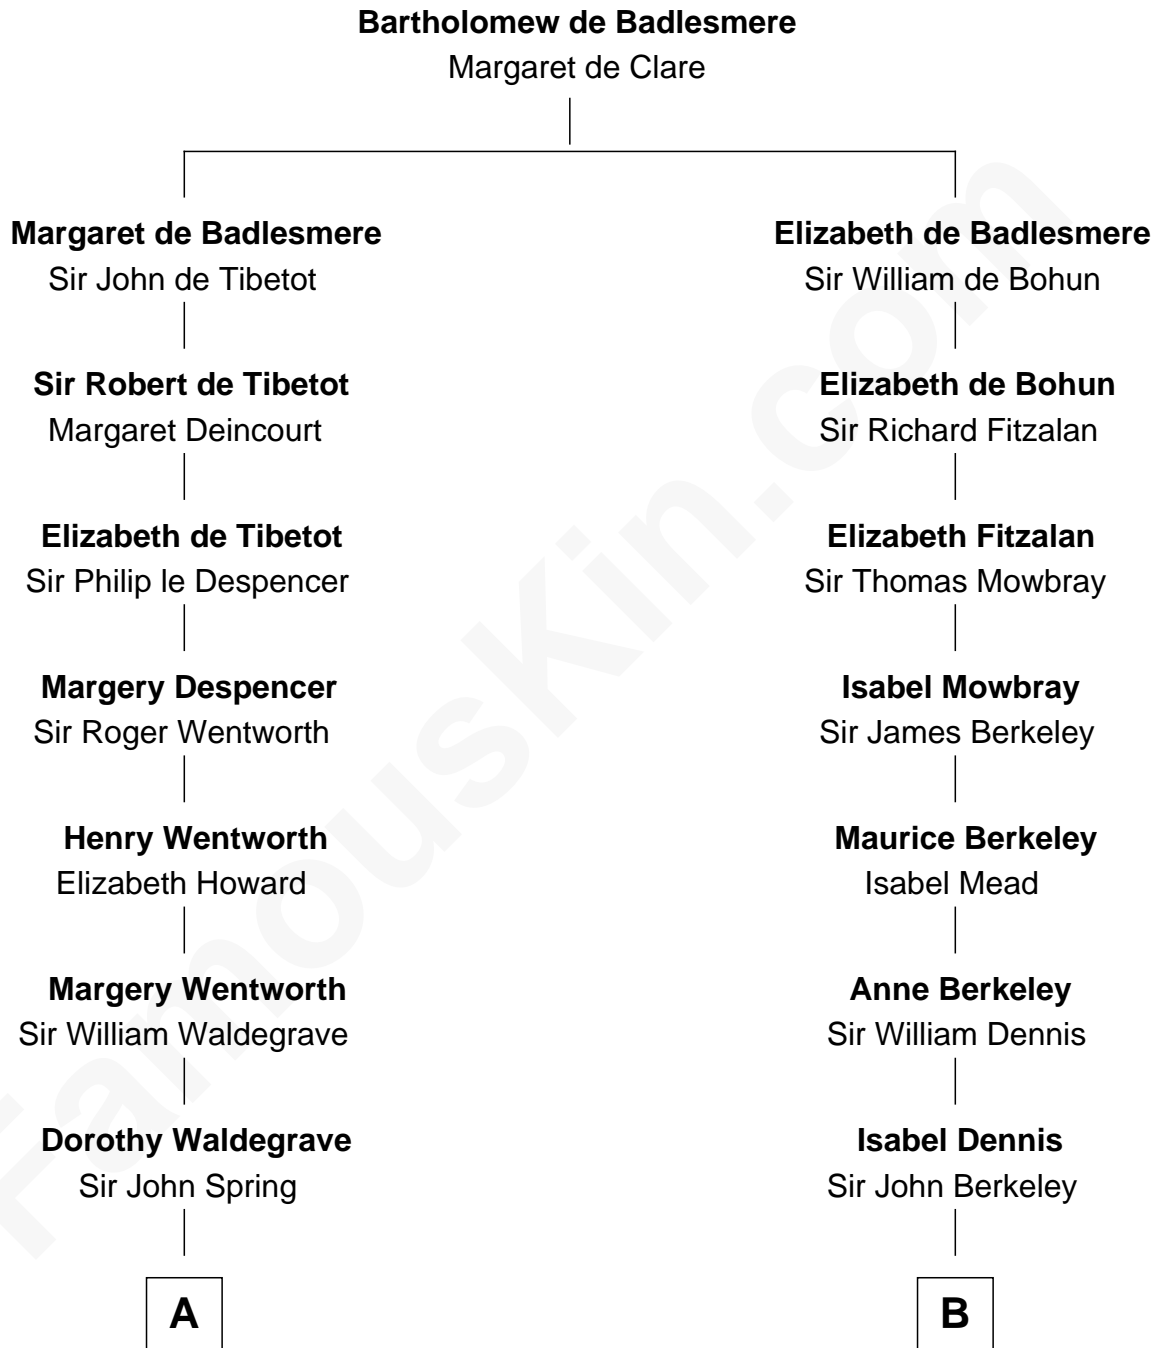 Bartholomew de Badlesmere
Margaret de Clare
Margaret de Badlesmere
Sir John de Tibetot
Sir Robert de Tibetot
Margaret Deincourt
Elizabeth de Tibetot
Sir Philip le Despencer
Margery Despencer
Sir Roger Wentworth
Henry Wentworth
Elizabeth Howard
Margery Wentworth
Sir William Waldegrave
Dorothy Waldegrave
Sir John Spring
A
Elizabeth de Badlesmere
Sir William de Bohun
Elizabeth de Bohun
Sir Richard Fitzalan
Elizabeth Fitzalan
Sir Thomas Mowbray
Isabel Mowbray
Sir James Berkeley
Maurice Berkeley
Isabel Mead
Anne Berkeley
Sir William Dennis
Isabel Dennis
Sir John Berkeley
B
FamousKin.com